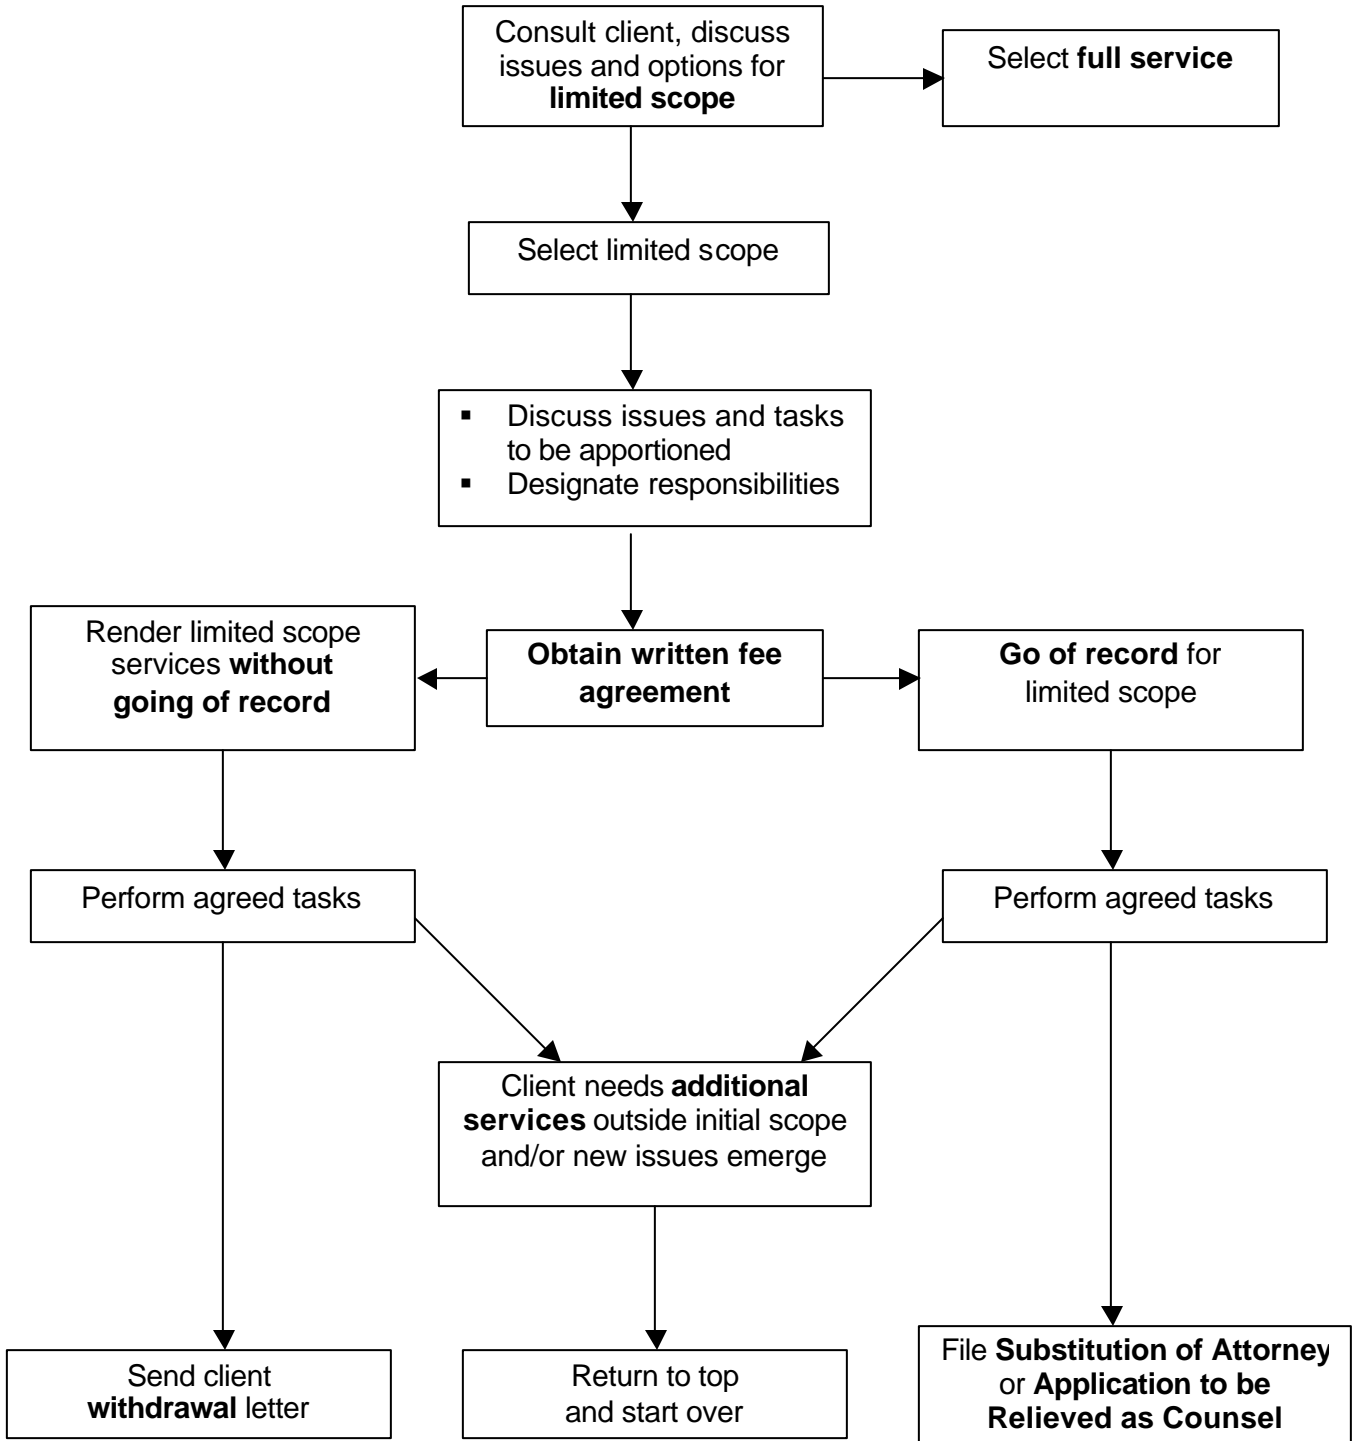 Consult client, discuss
issues and options for
limited scope
Select full service
Select limited scope
▪ Discuss issues and tasks
to be apportioned
▪ Designate responsibilities
Render limited scope
services without
going of record
Obtain written fee
agreement
Go of record for
limited scope
Perform agreed tasks
Perform agreed tasks
Client needs additional
services outside initial scope
and/or new issues emerge
Send client
withdrawal letter
Return to top
and start over
File Substitution of Attorney
or Application to be
Relieved as Counsel